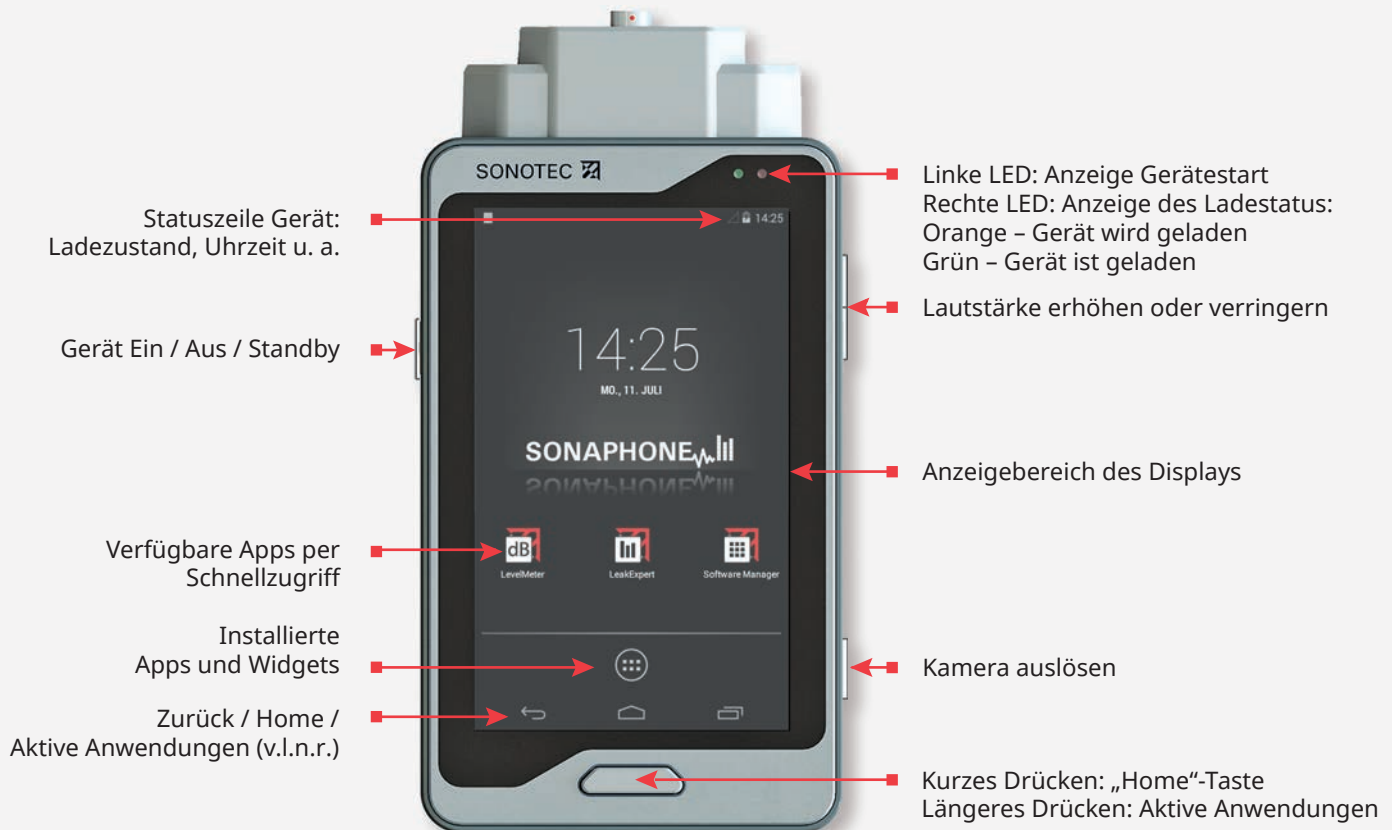 SONOTEC
14:25
14:25
MO., 11. JULI
SONAPHONE
SONAPHONE
dB
LevelMeter
LeakExpert
Software Manager
Statuszeile Gerät:
Ladezustand, Uhrzeit u. a.
Gerät Ein / Aus / Standby
Verfügbare Apps per
Schnellzugriff
Installierte
Apps und Widgets
Zurück / Home /
Aktive Anwendungen (v.l.n.r.)
Linke LED: Anzeige Gerätestart
Rechte LED: Anzeige des Ladestatus:
Orange – Gerät wird geladen
Grün – Gerät ist geladen
Lautstärke erhöhen oder verringern
Anzeigebereich des Displays
Kamera auslösen
Kurzes Drücken: „Home“-Taste
Längeres Drücken: Aktive Anwendungen